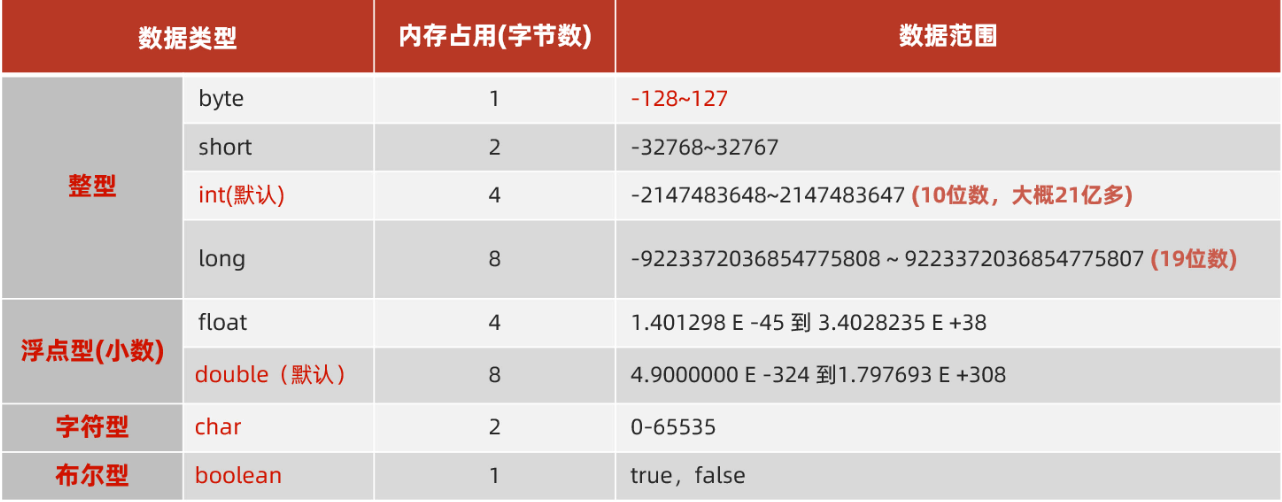 数据类型 内存占用(字节数) 数据范围
整型
byte 1 -128~127
short 2 -32768~32767
int(默认) 4 -2147483648~2147483647 (10位数，大概21亿多)
long 8 -9223372036854775808 ~ 9223372036854775807 (19位数)
浮点型(小数)
float 4 1.401298 E -45 到 3.4028235 E +38
double（默认） 8 4.9000000 E -324 到1.797693 E +308
字符型 char 2 0-65535
布尔型 boolean 1 true，false